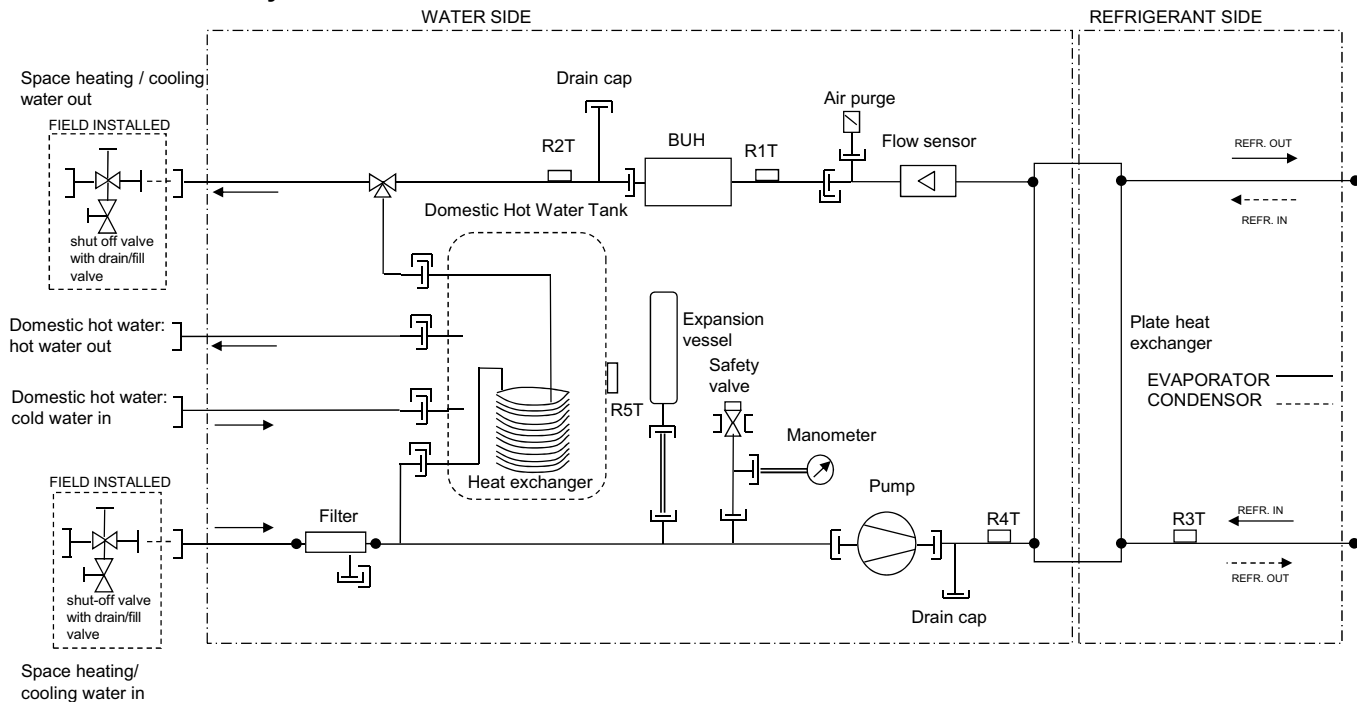 WATER SIDE
REFRIGERANT SIDE
Space heating / cooling
water out
FIELD INSTALLED
shut off valve
with drain/fill
valve
Drain cap
R2T
BUH
R1T
Air purge
Flow sensor
REFR. OUT
REFR. IN
Domestic Hot Water Tank
Domestic hot water:
hot water out
Domestic hot water:
cold water in
Expansion
vessel
Safety
valve
R5T
Manometer
Plate heat
exchanger
EVAPORATOR
CONDENSOR
Heat exchanger
FIELD INSTALLED
shut-off valve
with drain/fill
valve
Filter
Pump
R4T
Drain cap
R3T
REFR. IN
REFR. OUT
Space heating/
cooling water in